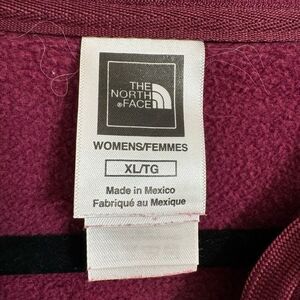 THE
NORTH
FACE
WOMENS/FEMMES
XL/TG
Made in Mexico
Fabriqué au Mexique